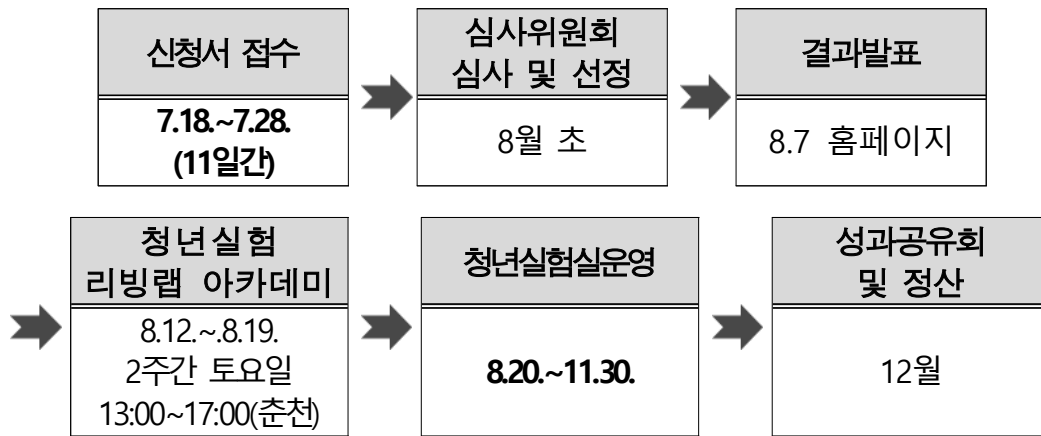 신청서 접수
7.18.~7.28.
(11일간)
심사위원회
심사 및 선정
8월 초
결과발표
8.7 홈페이지
청년실험
리빙랩 아카데미
8.12.~.8.19.
2주간 토요일
13:00~17:00(춘천)
청년실험실운영
8.20.~11.30.
성과공유회
및 정산
12월